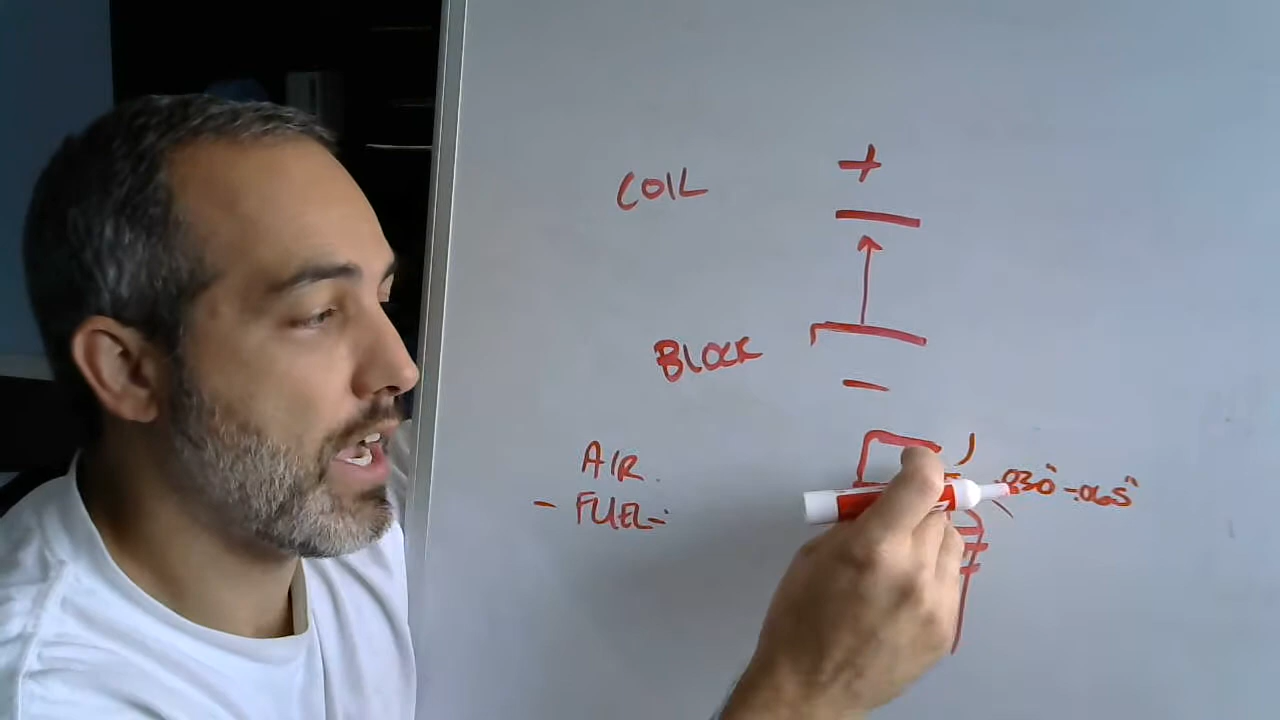 COIL
+
BLOCK
-
AIR
- FUEL -
.030" - .065"